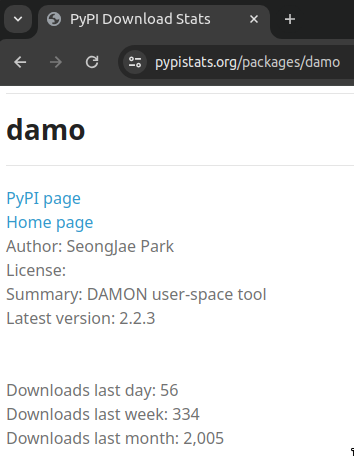 PyPI Download Stats
pypistats.org/packages/damo
damo
PyPI page
Home page
Author: SeongJae Park
License:
Summary: DAMON user-space tool
Latest version: 2.2.3
Downloads last day: 56
Downloads last week: 334
Downloads last month: 2,005